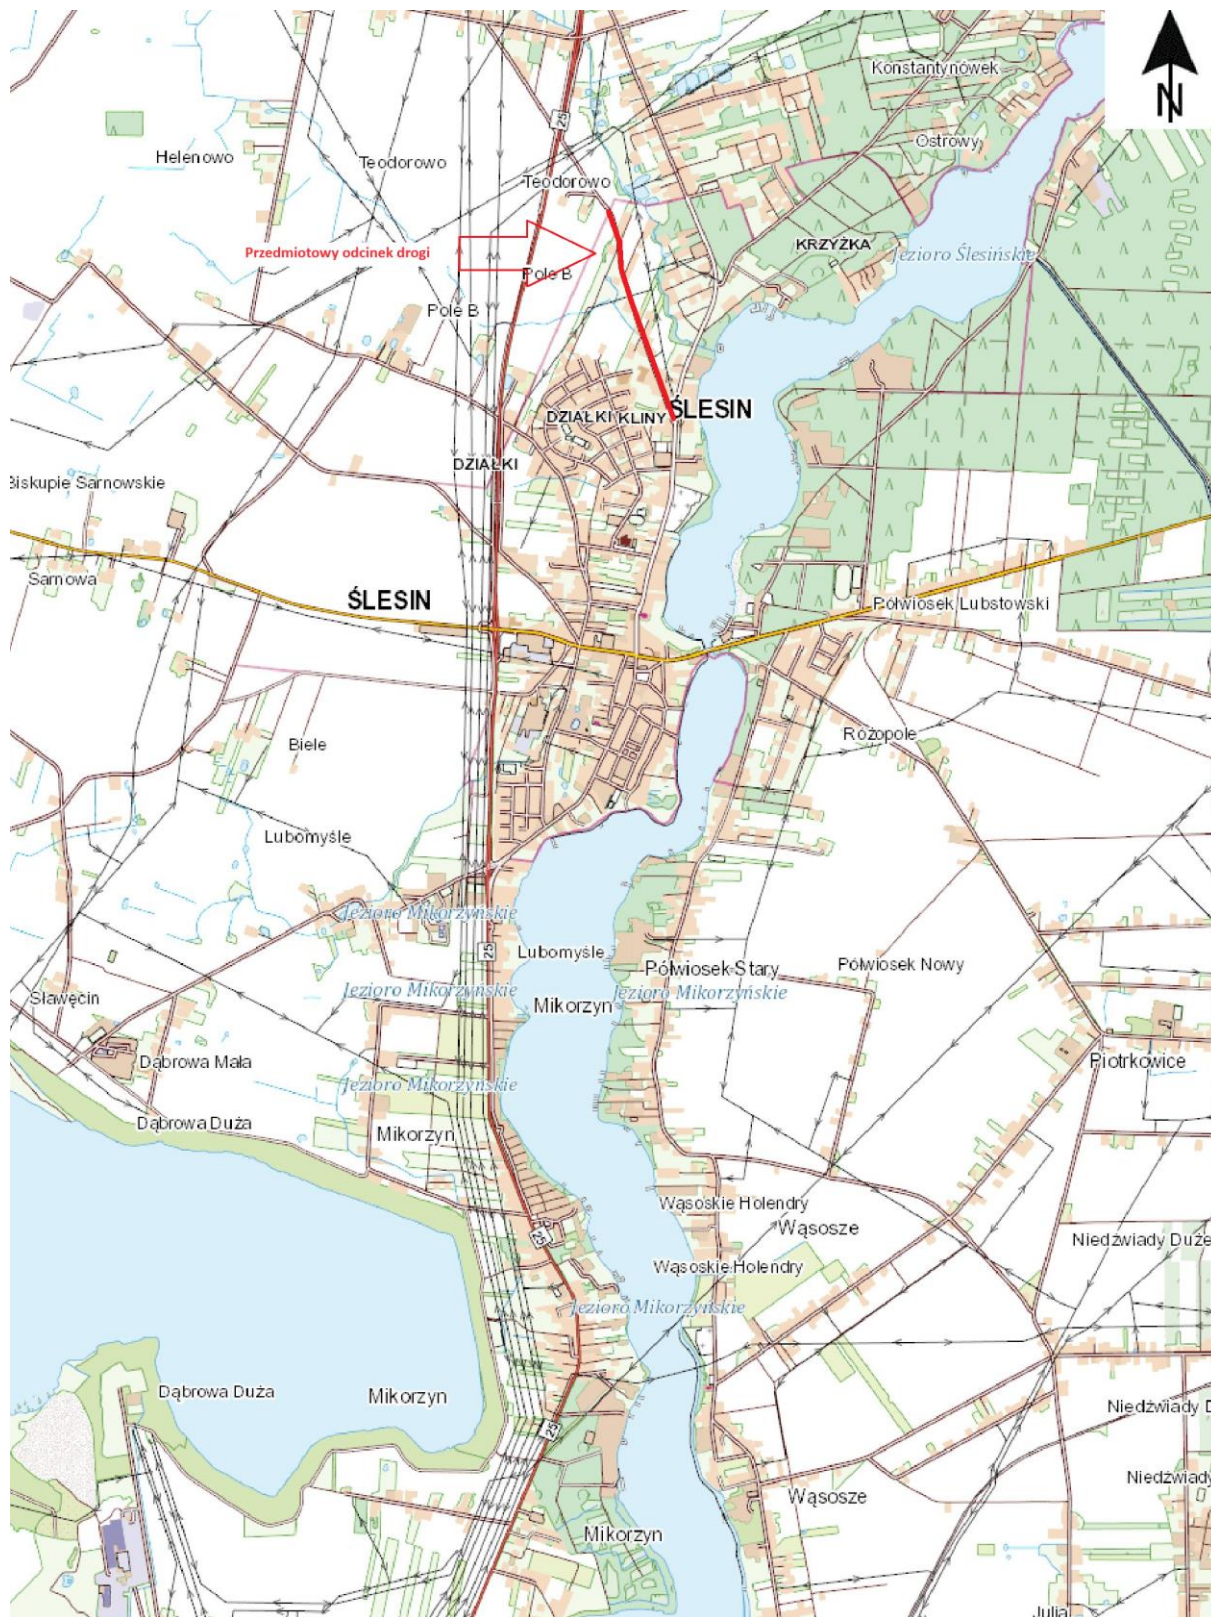 N
Konstantynówek
25
Ostrowy
Helenowo
Teodorowo
Teodorowo
KRZYŻKA
Jezioro Ślesińskie
Przedmiotowy odcinek drogi
Pole B
Pole B
DZIAŁKI KLINY
ŚLESIN
DZIAŁKI
Biskupie Sarnowskie
Sarnowa
ŚLESIN
Półwiosek Lubstowski
Biele
Różopole
Lubomyśle
Jezioro Mikorzyńskie
25
Lubomyśle
Półwiosek Stary
Półwiosek Nowy
Sławęcin
Jezioro Mikorzyńskie
Jezioro Mikorzyńskie
Mikorzyn
Dąbrowa Mała
Piotrkowice
Jezioro Mikorzyńskie
Dąbrowa Duża
Mikorzyn
Wąsoskie Holendry
Wąsosze
25
Niedźwiady Duże
Wąsoskie Holendry
Jezioro Mikorzyńskie
Dąbrowa Duża
Mikorzyn
Niedźwiady D
25
Niedźwiady
Wąsosze
Mikorzyn
Julia